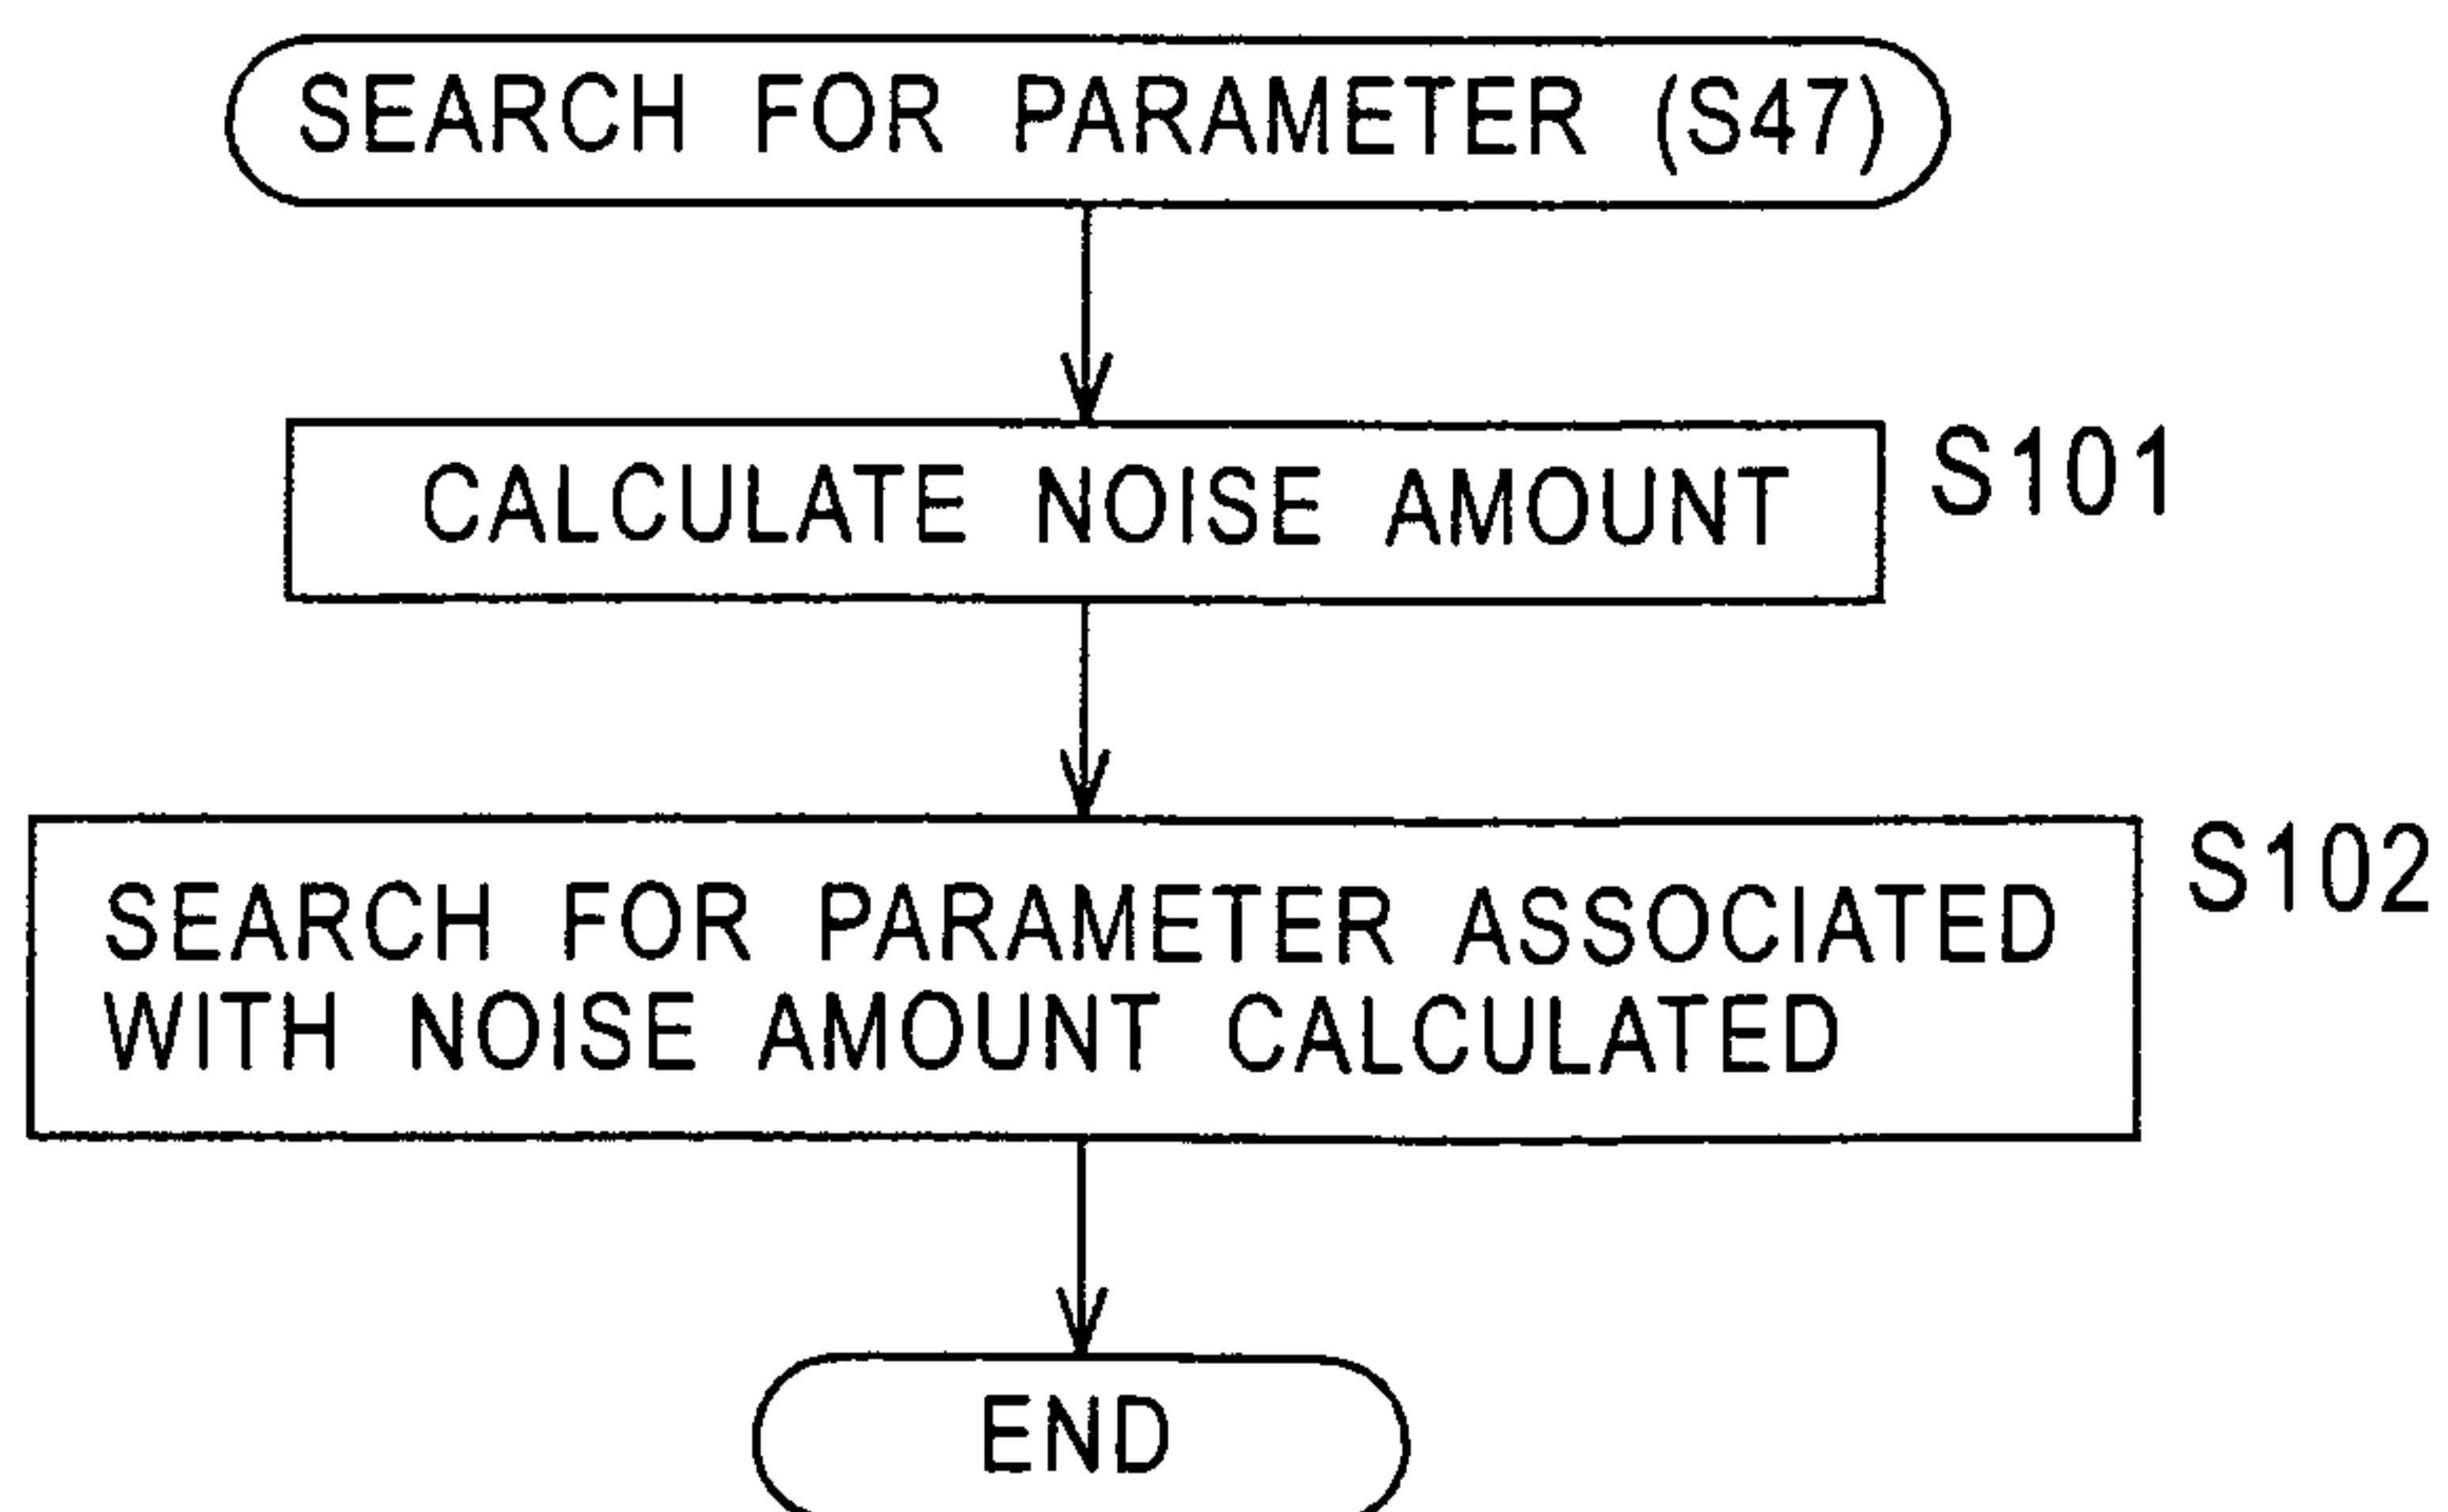 SEARCH FOR PARAMETER (S47)
CALCULATE NOISE AMOUNT
S101
SEARCH FOR PARAMETER ASSOCIATED
WITH NOISE AMOUNT CALCULATED
S102
END